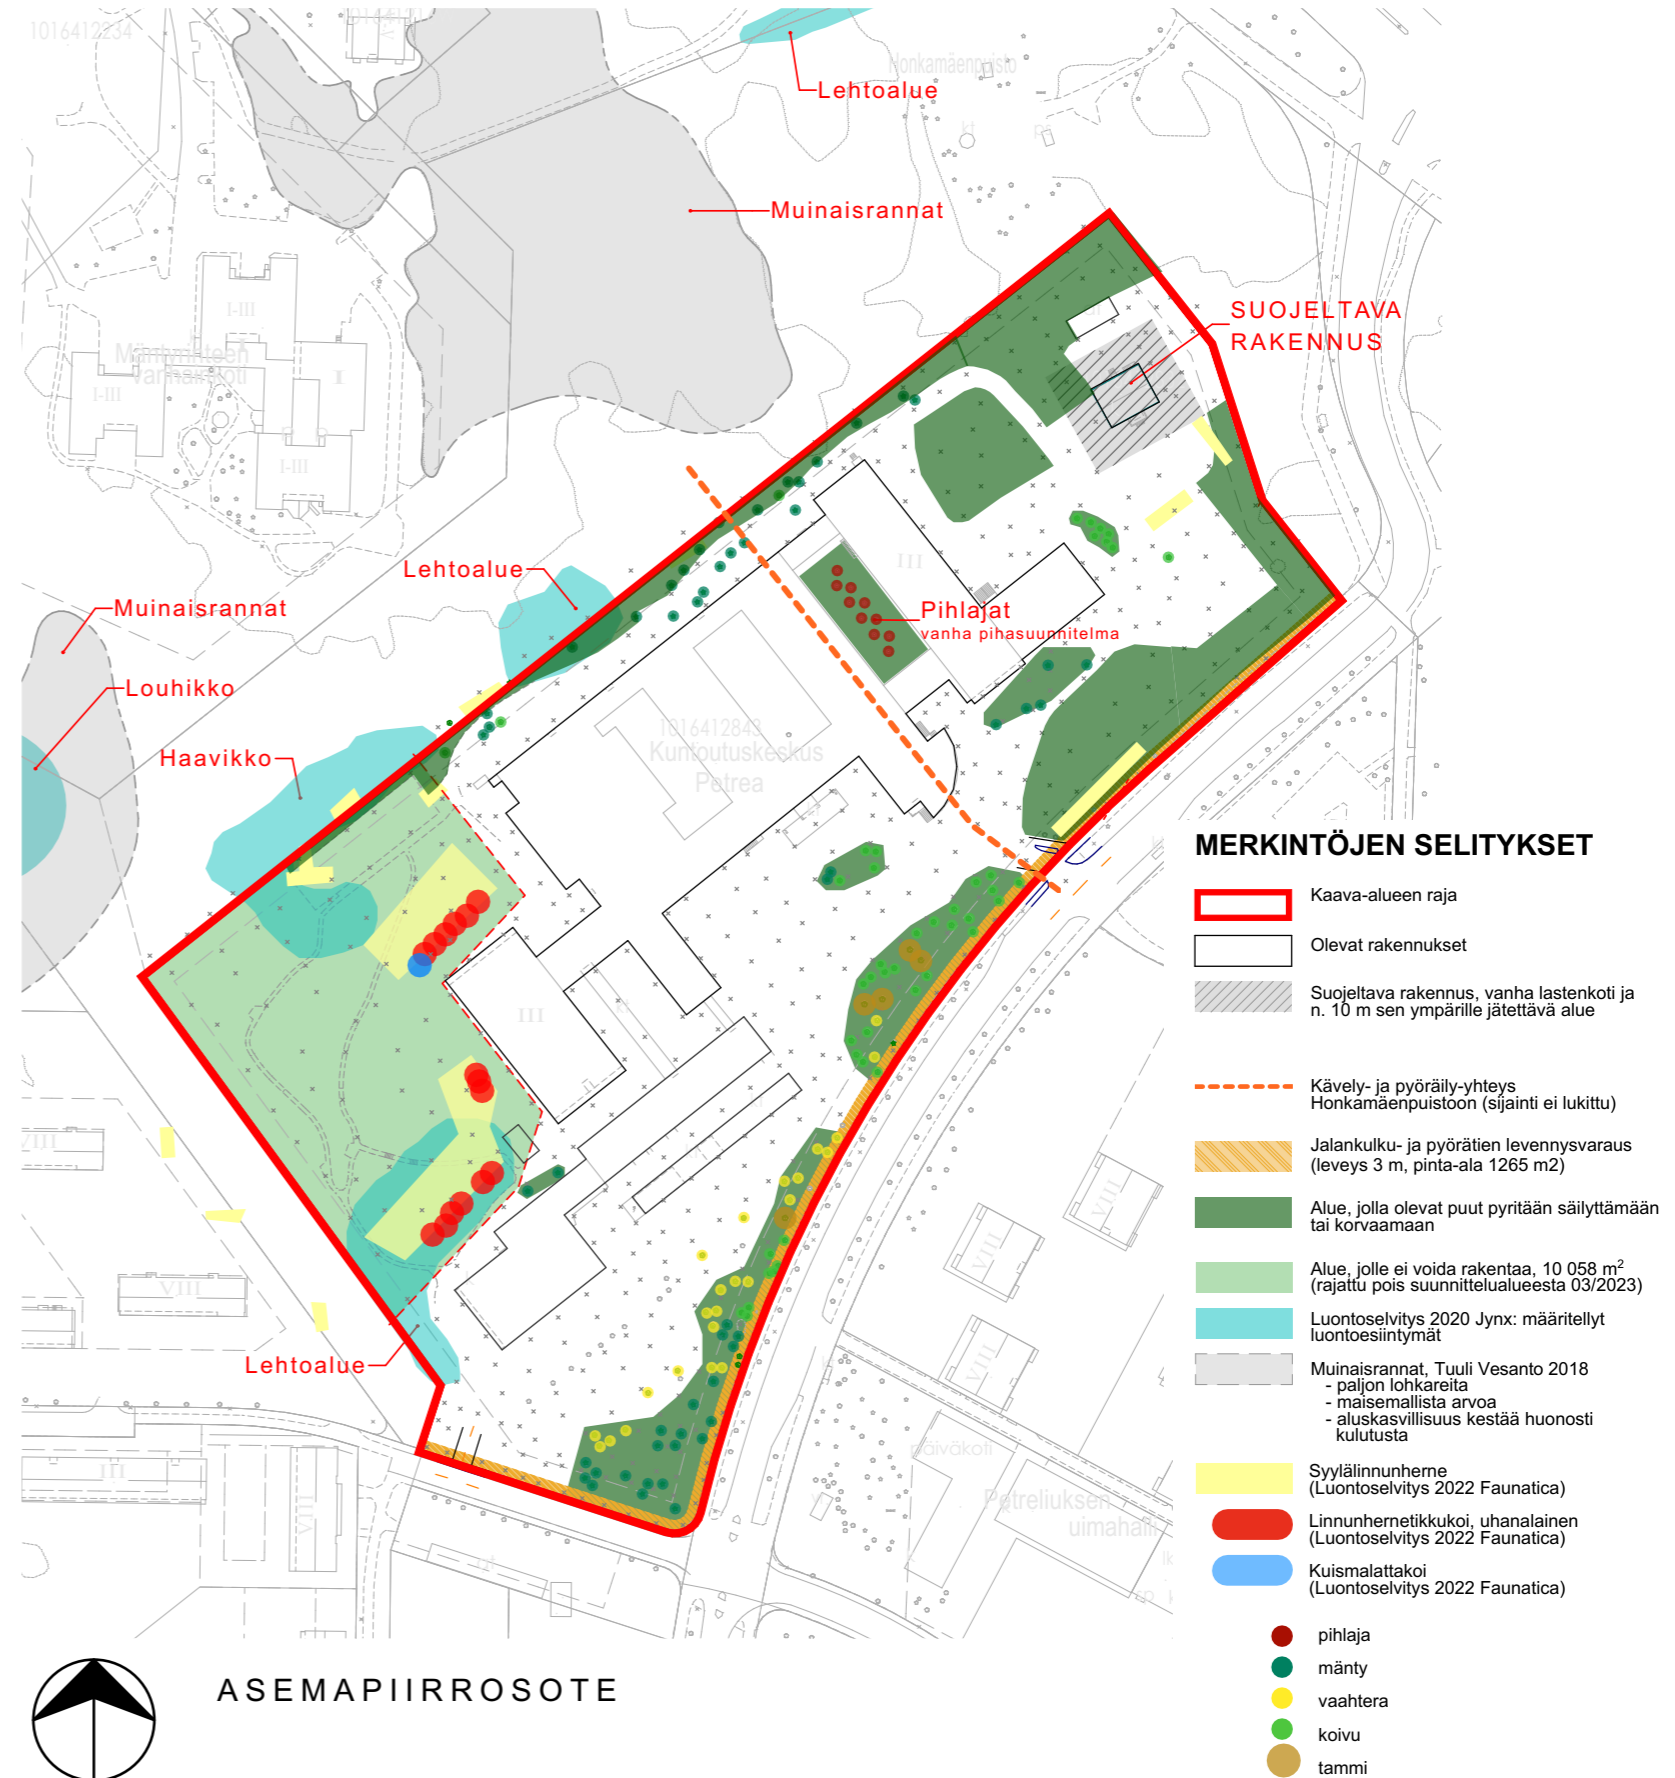 1016412234
Honkamäenpuisto
Lehtoalue
kt
Muinaisrannat
SUOJELTAVA
RAKENNUS
I-III
Mäntyrinteen
vanhainkoti
I-III
I
I-III
Lehtoalue
III
Muinaisrannat
Pihlajat
vanha pihasuunnitelma
Louhikko
1016412843
Kuntoutuskeskus
Petrea
Haavikko
III
VIII
VIII
VIII
VIII
VIII
Lehtoalue
III
VIII
päiväkoti
Petreliuksen
uimahalli
MERKINTÖJEN SELITYKSET
Kaava-alueen raja
Olevat rakennukset
Suojeltava rakennus, vanha lastenkoti ja
n. 10 m sen ympärille jätettävä alue
Kävely- ja pyöräily-yhteys
Honkamäenpuistoon (sijainti ei lukittu)
Jalankulku- ja pyörätien levennysvaraus
(leveys 3 m, pinta-ala 1265 m2)
Alue, jolla olevat puut pyritään säilyttämään
tai korvaamaan
Alue, jolle ei voida rakentaa, 10 058 m²
(rajattu pois suunnittelualueesta 03/2023)
Luontoselvitys 2020 Jynx: määritellyt
luontoesiintymät
Muinaisrannat, Tuuli Vesanto 2018
- paljon lohkareita
- maisemallista arvoa
- aluskasvillisuus kestää huonosti
kulutusta
Syylälinnunherne
(Luontoselvitys 2022 Faunatica)
Linnunhernetikkukoi, uhanalainen
(Luontoselvitys 2022 Faunatica)
Kuismalattakoi
(Luontoselvitys 2022 Faunatica)
pihlaja
mänty
vaahtera
koivu
tammi
ASEMAPIIRROSOTE